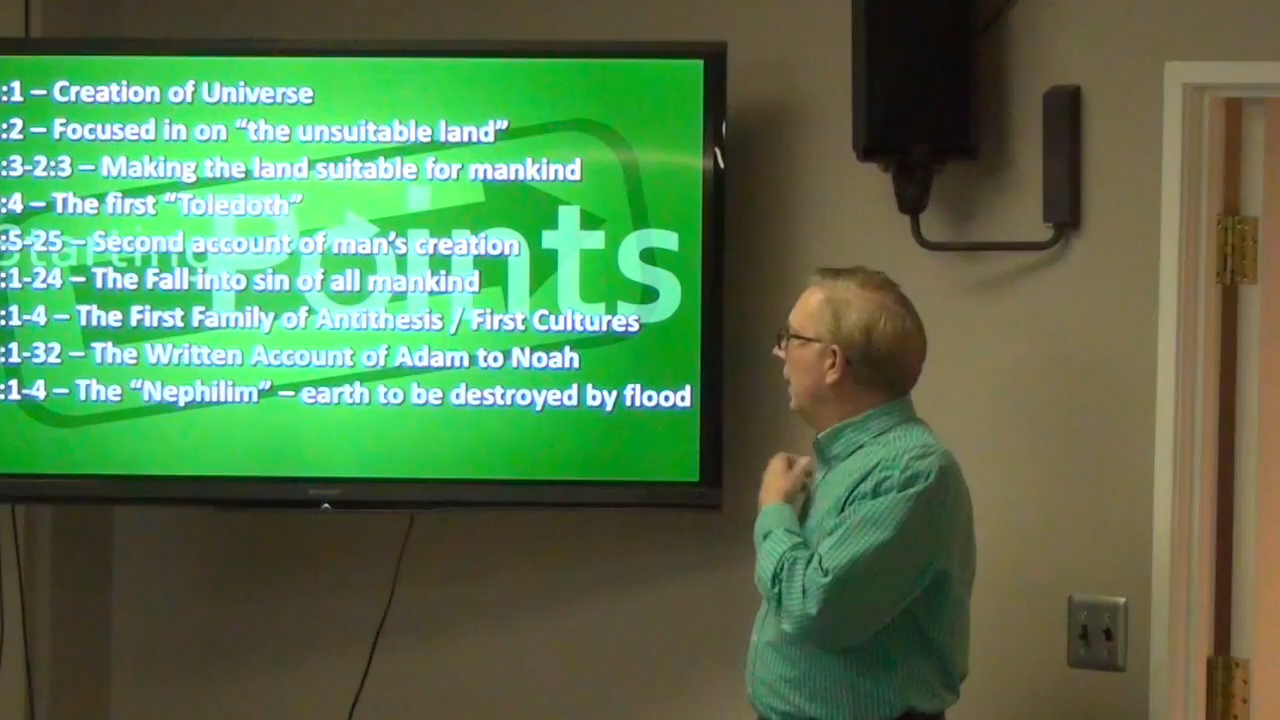 :1 – Creation of Universe
:2 – Focused in on “the unsuitable land”
:3-2:3 – Making the land suitable for mankind
:4 – The first “Toledoth”
:5-25 – Second account of man’s creation
:1-24 – The Fall into sin of all mankind
:1-4 – The First Family of Antithesis / First Cultures
:1-32 – The Written Account of Adam to Noah
:1-4 – The “Nephilim” – earth to be destroyed by flood
Starting
Points